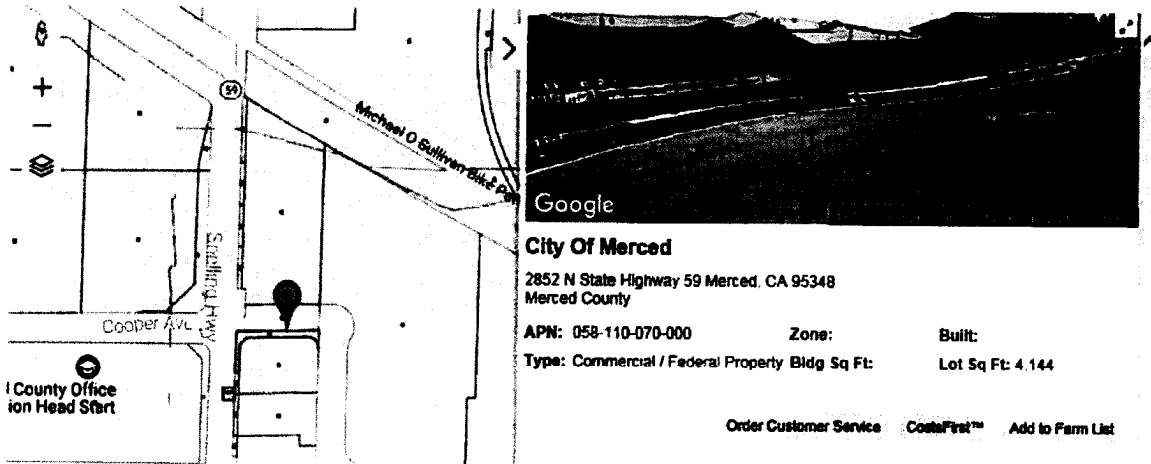 59
Michael O Sullivan Bike Path
Snelling Hwy
Cooper Ave
County Office
ion Head Start
Google
City Of Merced
2852 N State Highway 59 Merced, CA 95348
Merced County
APN: 058-110-070-000 Zone: Built:
Type: Commercial / Federal Property Bldg Sq Ft: Lot Sq Ft: 4,144
Order Customer Service CostsFirst™ Add to Farm List